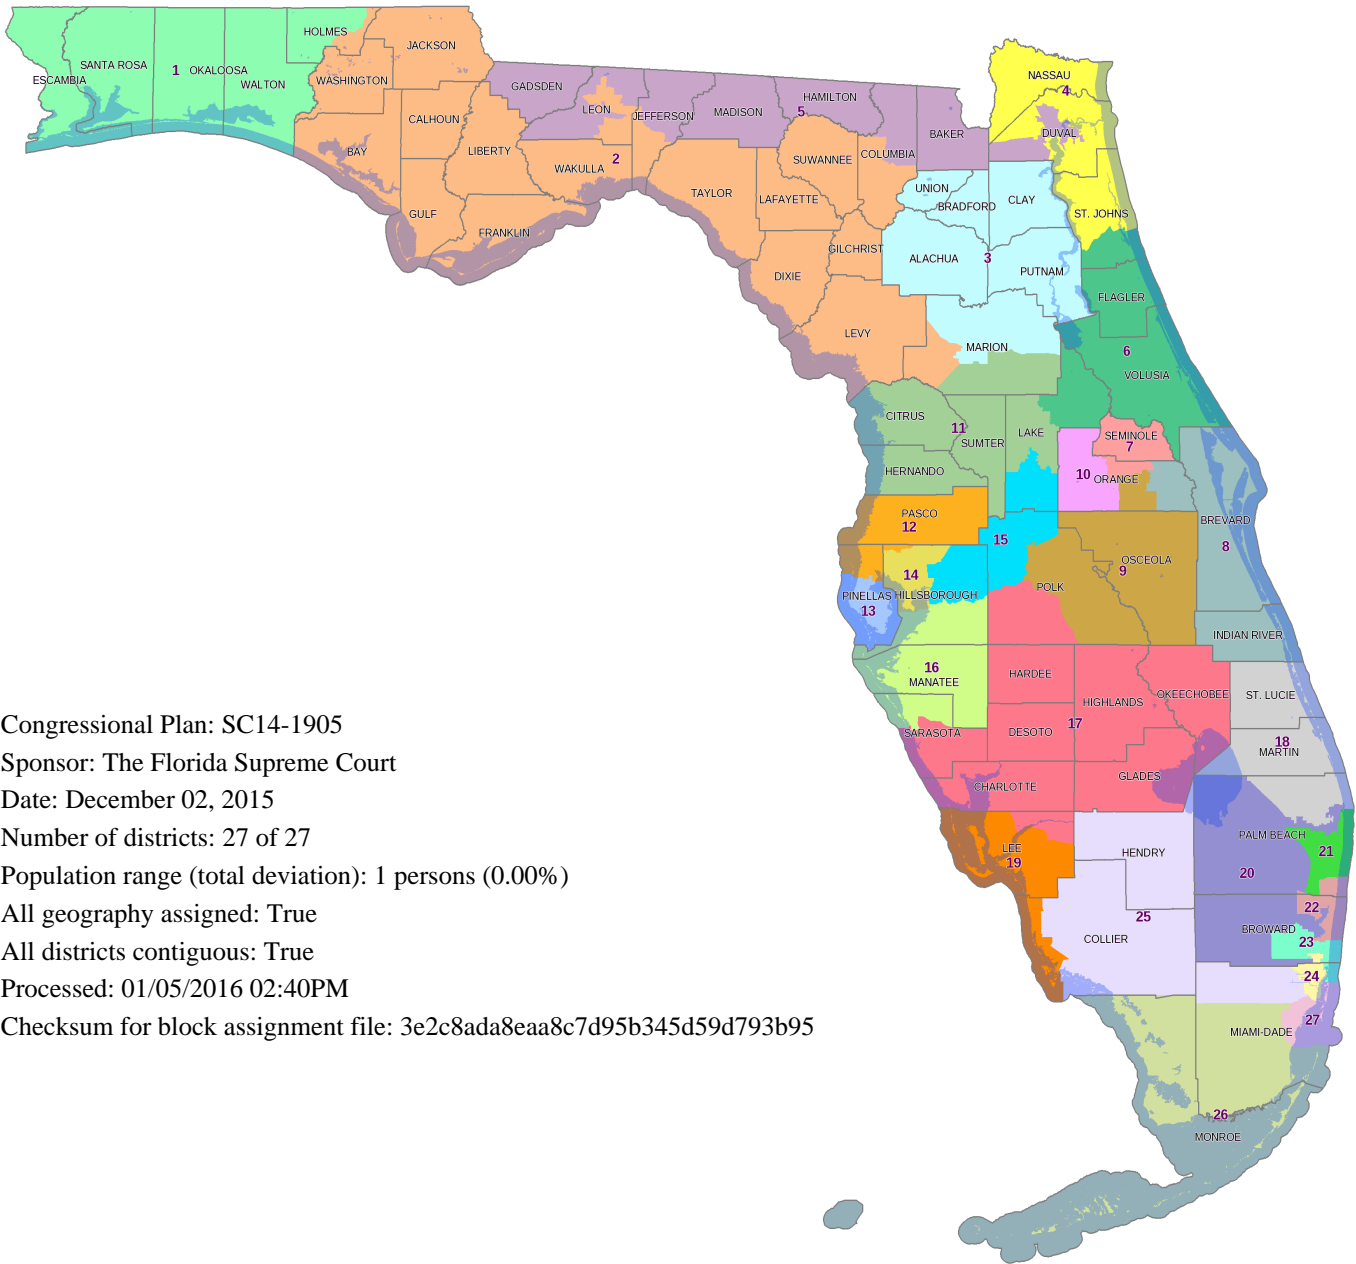 HOLMES
JACKSON
SANTA ROSA
1
OKALOOSA
ESCAMBIA
WALTON
WASHINGTON
NASSAU
4
GADSDEN
HAMILTON
LEON
JEFFERSON
MADISON
5
CALHOUN
DUVAL
BAKER
BAY
LIBERTY
2
WAKULLA
SUWANNEE
COLUMBIA
UNION
BRADFORD
CLAY
TAYLOR
LAFAYETTE
GULF
ST. JOHNS
FRANKLIN
GILCHRIST
ALACHUA
3
PUTNAM
DIXIE
FLAGLER
LEVY
MARION
6
VOLUSIA
CITRUS
11
SUMTER
LAKE
SEMINOLE
7
HERNANDO
10
ORANGE
PASCO
12
BREVARD
8
15
OSCEOLA
9
14
POLK
PINELLAS
HILLSBOROUGH
13
INDIAN RIVER
16
MANATEE
HARDEE
HIGHLANDS
OKEECHOBEE
ST. LUCIE
17
SARASOTA
DESOTO
18
MARTIN
GLADES
CHARLOTTE
PALM BEACH
LEE
19
HENDRY
21
20
22
25
COLLIER
BROWARD
23
24
27
MIAMI-DADE
26
MONROE
Congressional Plan: SC14-1905
Sponsor: The Florida Supreme Court
Date: December 02, 2015
Number of districts: 27 of 27
Population range (total deviation): 1 persons (0.00%)
All geography assigned: True
All districts contiguous: True
Processed: 01/05/2016 02:40PM
Checksum for block assignment file: 3e2c8ada8eaa8c7d95b345d59d793b95